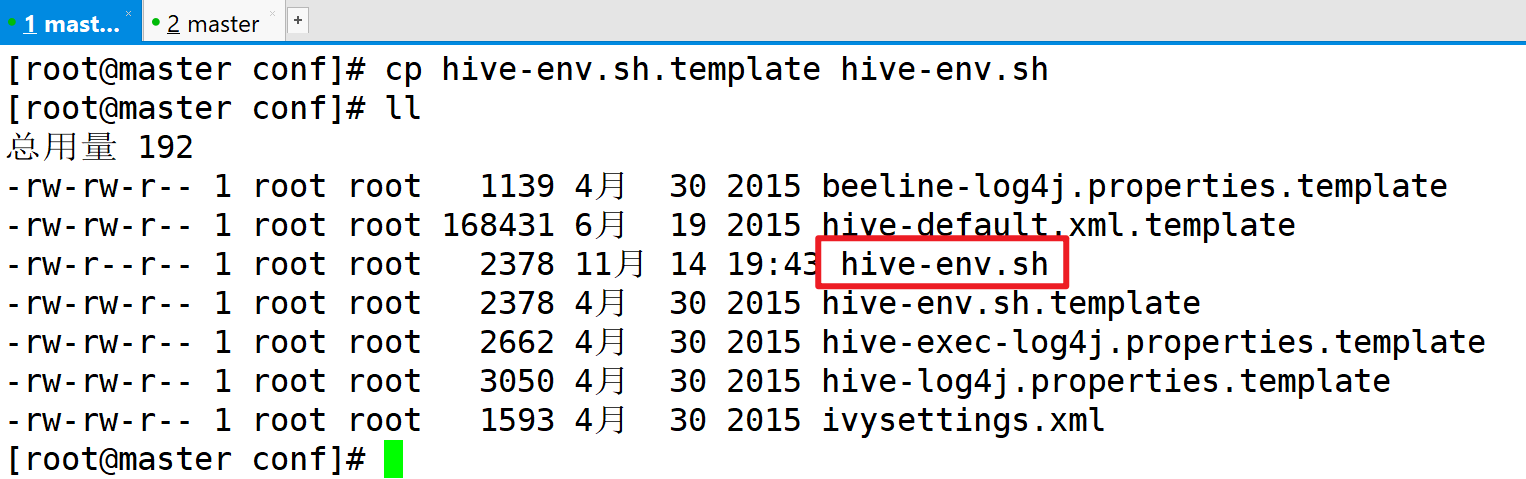 1 mast... × 2 master × +
[root@master conf]# cp hive-env.sh.template hive-env.sh
[root@master conf]# ll
总用量 192
-rw-rw-r-- 1 root root   1139 4月  30 2015 beeline-log4j.properties.template
-rw-rw-r-- 1 root root 168431 6月  19 2015 hive-default.xml.template
-rw-r--r-- 1 root root   2378 11月 14 19:43 hive-env.sh
-rw-rw-r-- 1 root root   2378 4月  30 2015 hive-env.sh.template
-rw-rw-r-- 1 root root   2662 4月  30 2015 hive-exec-log4j.properties.template
-rw-rw-r-- 1 root root   3050 4月  30 2015 hive-log4j.properties.template
-rw-rw-r-- 1 root root   1593 4月  30 2015 ivysettings.xml
[root@master conf]#